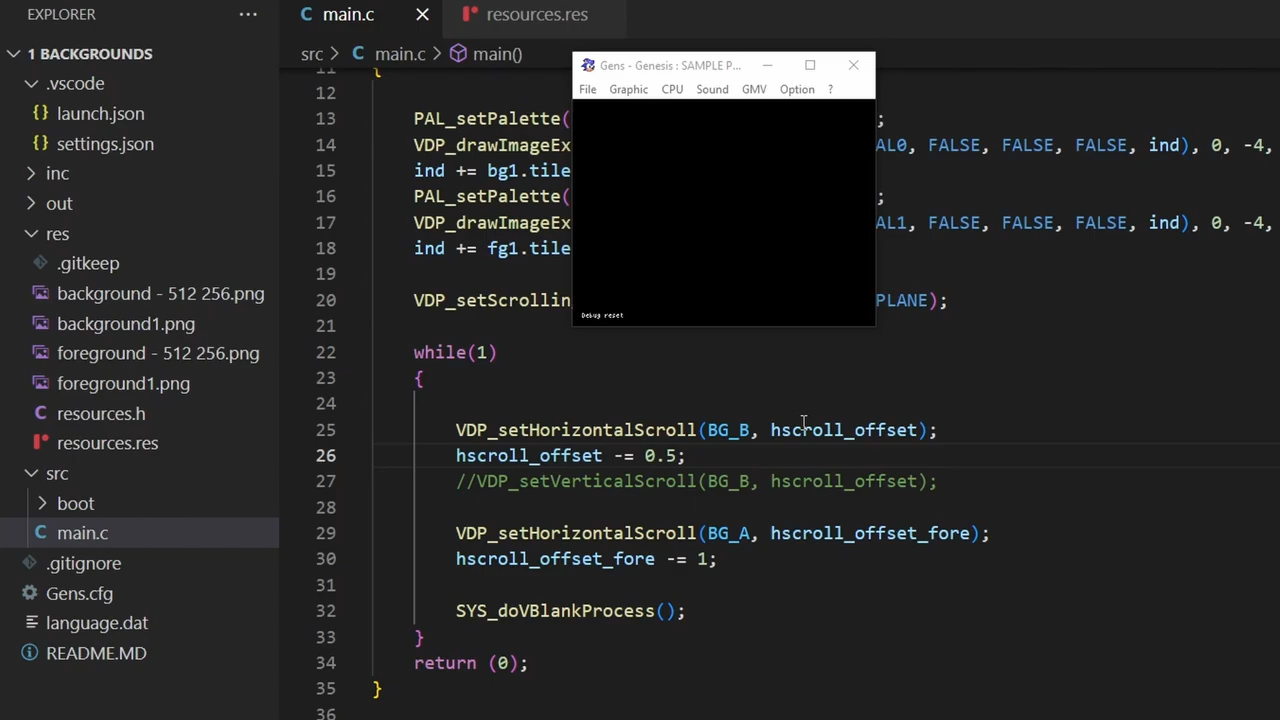 EXPLORER
1 BACKGROUNDS
.vscode
launch.json
settings.json
inc
out
res
.gitkeep
background - 512 256.png
background1.png
foreground - 512 256.png
foreground1.png
resources.h
resources.res
src
boot
main.c
.gitignore
Gens.cfg
language.dat
README.MD
main.c
resources.res
src > main.c > main()
Gens - Genesis : SAMPLE P...
File Graphic CPU Sound GMV Option ?
Debug reset
11 }
12
13 PAL_setPalette( ;
14 VDP_drawImageEx AL0, FALSE, FALSE, FALSE, ind), 0, -4,
15 ind += bg1.tile
16 PAL_setPalette( ;
17 VDP_drawImageEx AL1, FALSE, FALSE, FALSE, ind), 0, -4,
18 ind += fg1.tile
19
20 VDP_setScrollin PLANE);
21
22 while(1)
23 {
24
25 VDP_setHorizontalScroll(BG_B, hscroll_offset);
26 hscroll_offset -= 0.5;
27 //VDP_setVerticalScroll(BG_B, hscroll_offset);
28
29 VDP_setHorizontalScroll(BG_A, hscroll_offset_fore);
30 hscroll_offset_fore -= 1;
31
32 SYS_doVBlankProcess();
33 }
34 return (0);
35 }
36